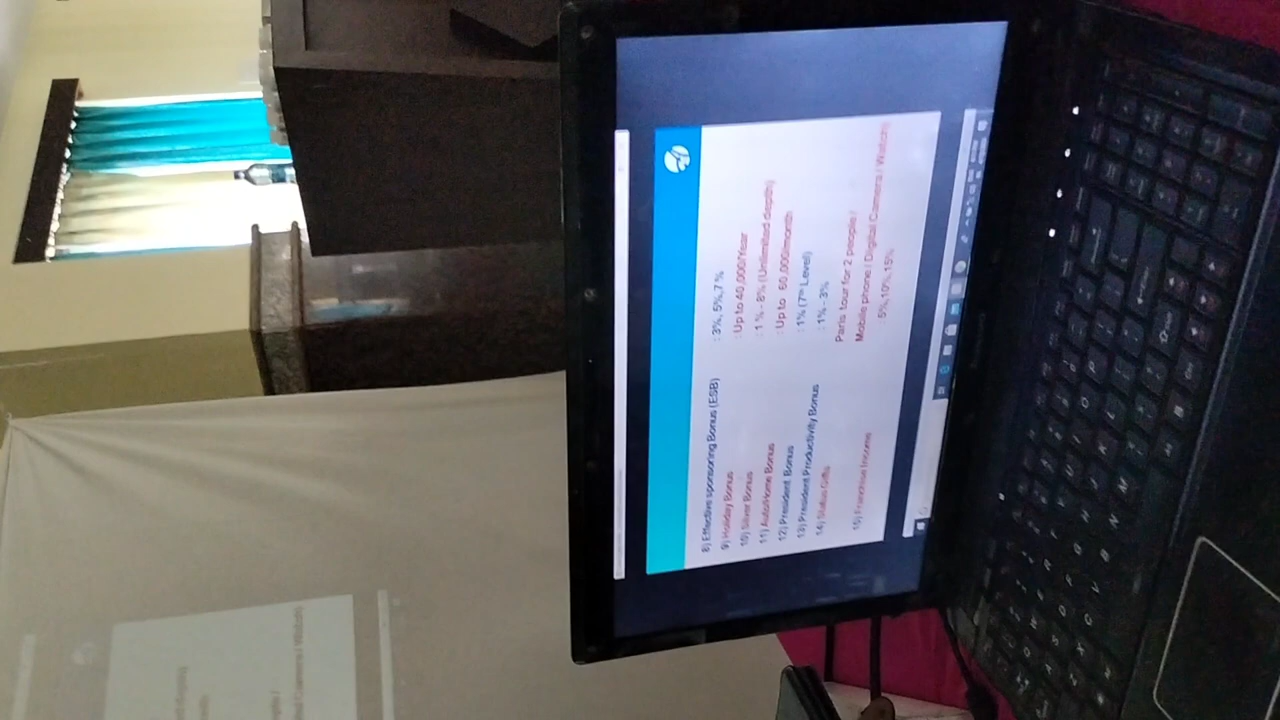 8) Effective sponsoring Bonus (ESB) : 3%, 5%,7 %
9) Holiday Bonus : Up to 40,000/Year
10) Silver Bonus : 1 % - 8% (Unlimited depth)
11) Auto/Home Bonus : Up to 60,000/month
12) President Bonus : 1% (7th Level)
13) President Productivity Bonus : 1% - 3%
14) Status Gifts Paris tour for 2 people /
Mobile phone / Digital Camera / Watch
15) Franchise Income : 5%,10%,15%